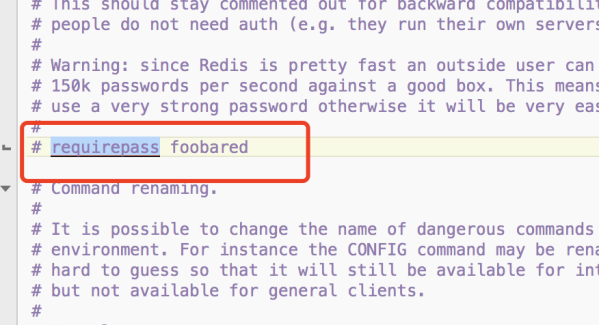 # This should stay commented out for backward compatibilit
# people do not need auth (e.g. they run their own servers
#
# Warning: since Redis is pretty fast an outside user can
# 150k passwords per second against a good box. This means
# use a very strong password otherwise it will be very eas
#
# requirepass foobared
# Command renaming.
#
# It is possible to change the name of dangerous commands
# environment. For instance the CONFIG command may be rena
# hard to guess so that it will still be available for int
# but not available for general clients.
#